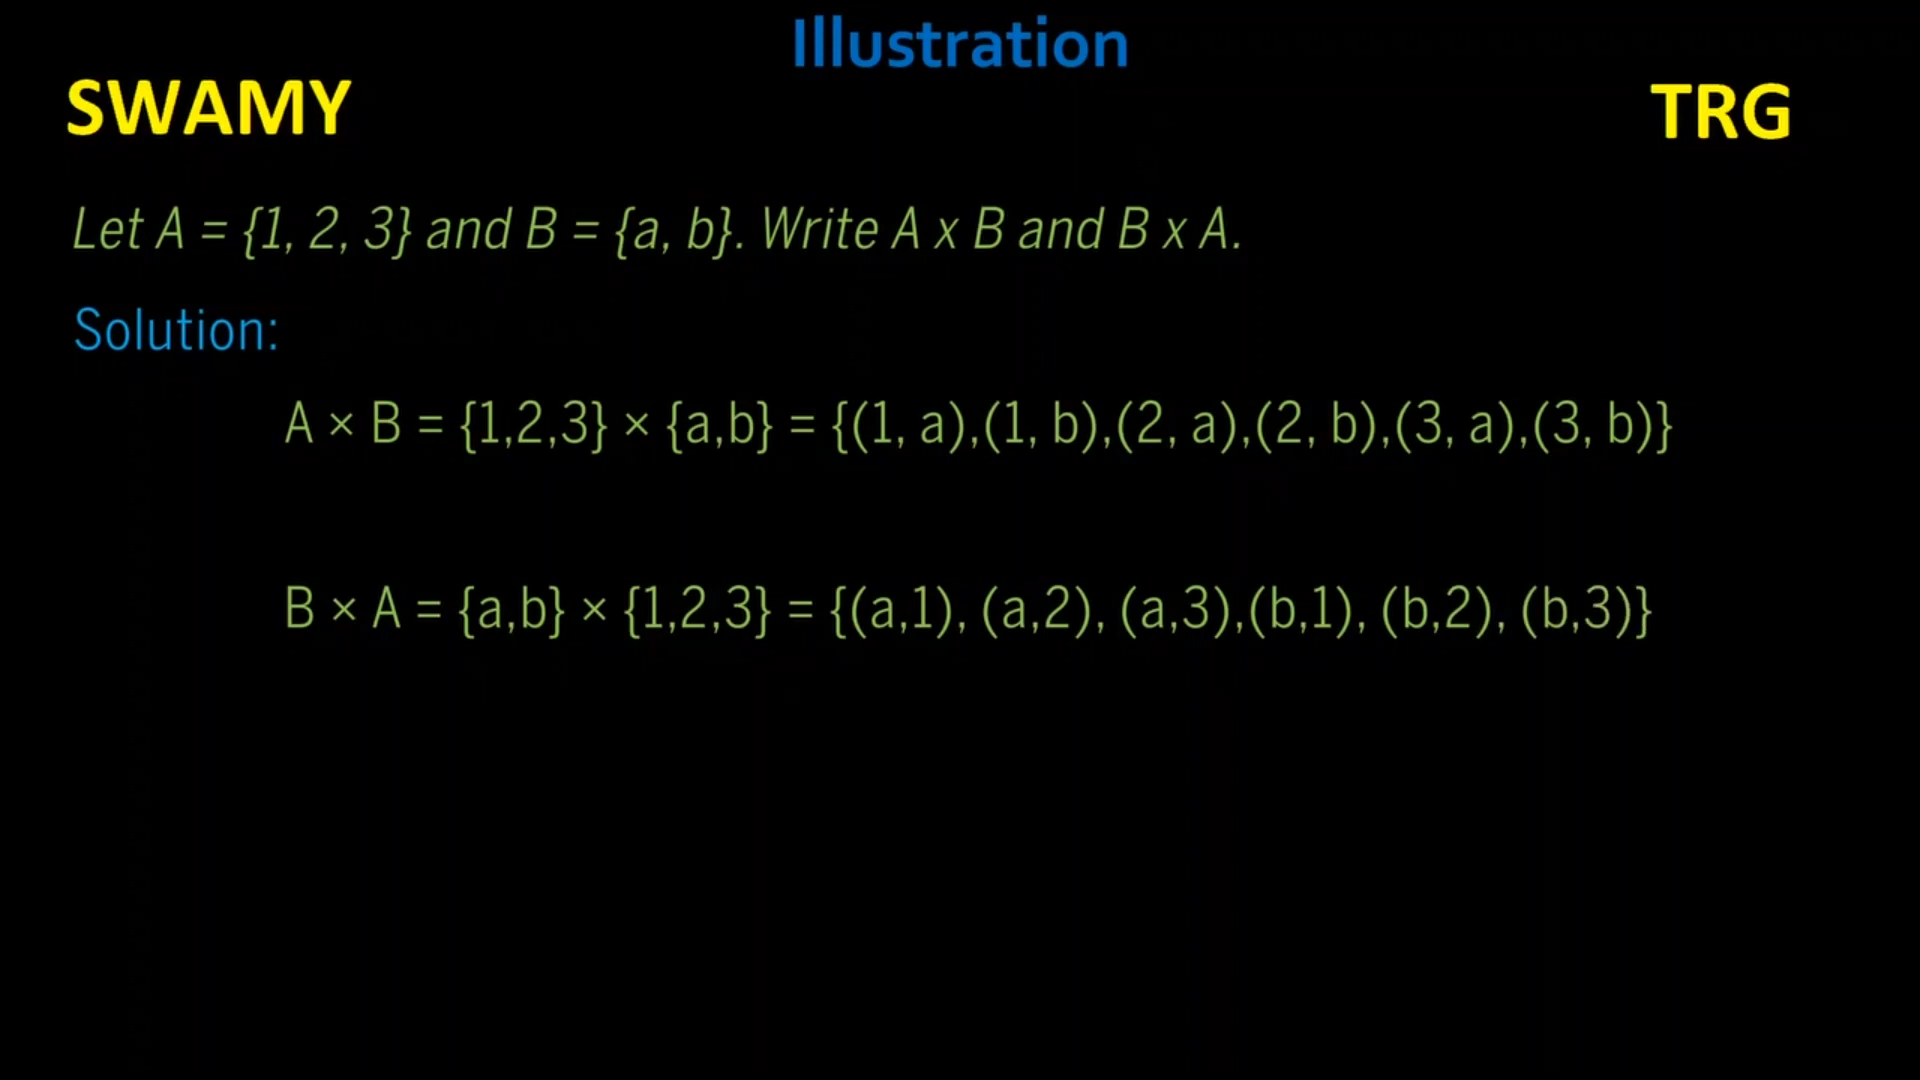 Illustration
SWAMY
TRG
Let A = {1, 2, 3} and B = {a, b}. Write A x B and B x A.
Solution:
A × B = {1,2,3} × {a,b} = {(1, a),(1, b),(2, a),(2, b),(3, a),(3, b)}
B × A = {a,b} × {1,2,3} = {(a,1), (a,2), (a,3),(b,1), (b,2), (b,3)}